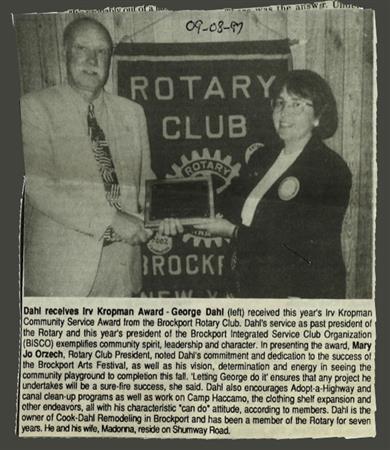 was the answer. Under
09-08-97
ROTARY
CLUB
ROTARY
BROCKP
NEW YORK
Dahl receives Irv Kropman Award - George Dahl (left) received this year's Irv Kropman
Community Service Award from the Brockport Rotary Club. Dahl's service as past president of
the Rotary and this year's president of the Brockport Integrated Service Club Organization
(BISCO) exemplifies community spirit, leadership and character. In presenting the award, Mary
Jo Orzech, Rotary Club President, noted Dahl's commitment and dedication to the success of
the Brockport Arts Festival, as well as his vision, determination and energy in seeing the
community playground to completion this fall. 'Letting George do it' ensures that any project he
undertakes will be a sure-fire success, she said. Dahl also encourages Adopt-a-Highway and
canal clean-up programs as well as work on Camp Haccamo, the clothing shelf expansion and
other endeavors, all with his characteristic "can do" attitude, according to members. Dahl is the
owner of Cook-Dahl Remodeling in Brockport and has been a member of the Rotary for seven
years. He and his wife, Madonna, reside on Shumway Road.